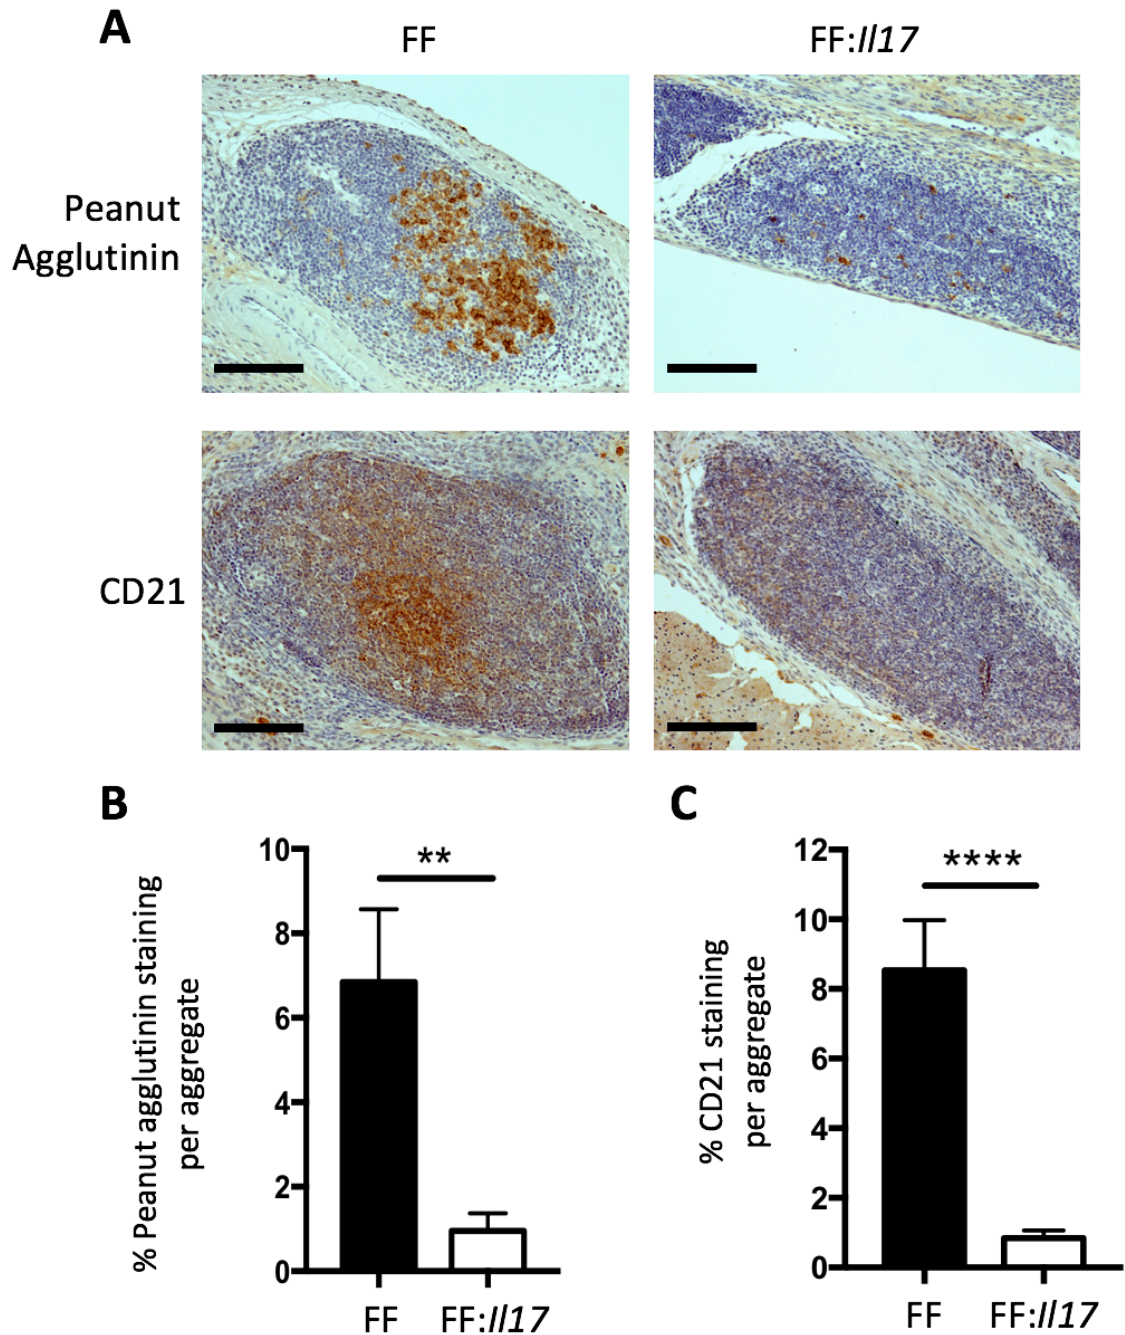 A
FF
FF:Il17
Peanut
Agglutinin
CD21
B
% Peanut agglutinin staining
per aggregate
10
8
6
4
2
0
**
FF
FF:Il17
C
% CD21 staining
per aggregate
12
10
8
6
4
2
0
****
FF
FF:Il17